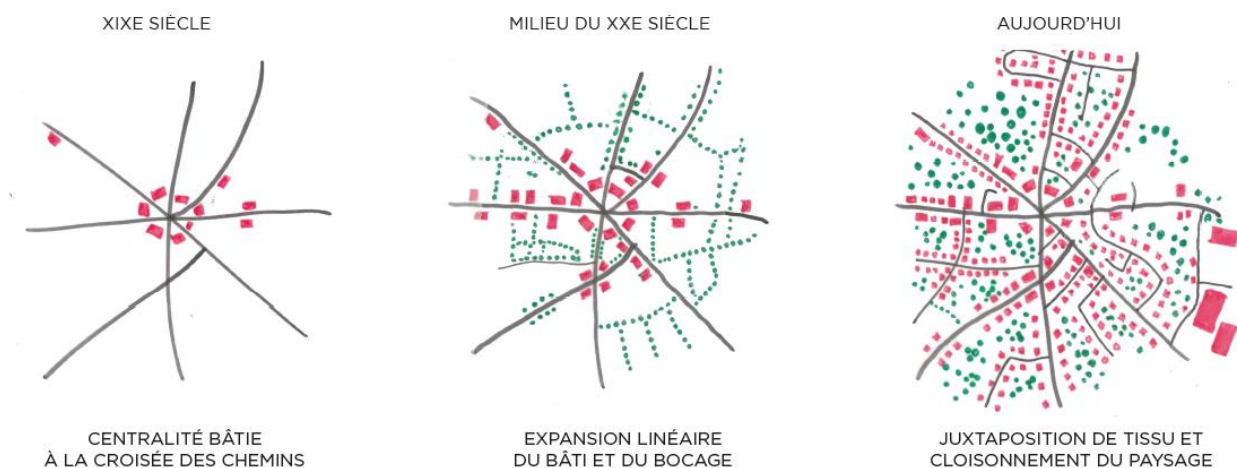 XIXE SIÈCLE
MILIEU DU XXE SIÈCLE
AUJOURD'HUI
CENTRALITÉ BÂTIE
À LA CROISÉE DES CHEMINS
EXPANSION LINÉAIRE
DU BÂTI ET DU BOCAGE
JUXTAPOSITION DE TISSU ET
CLOISONNEMENT DU PAYSAGE